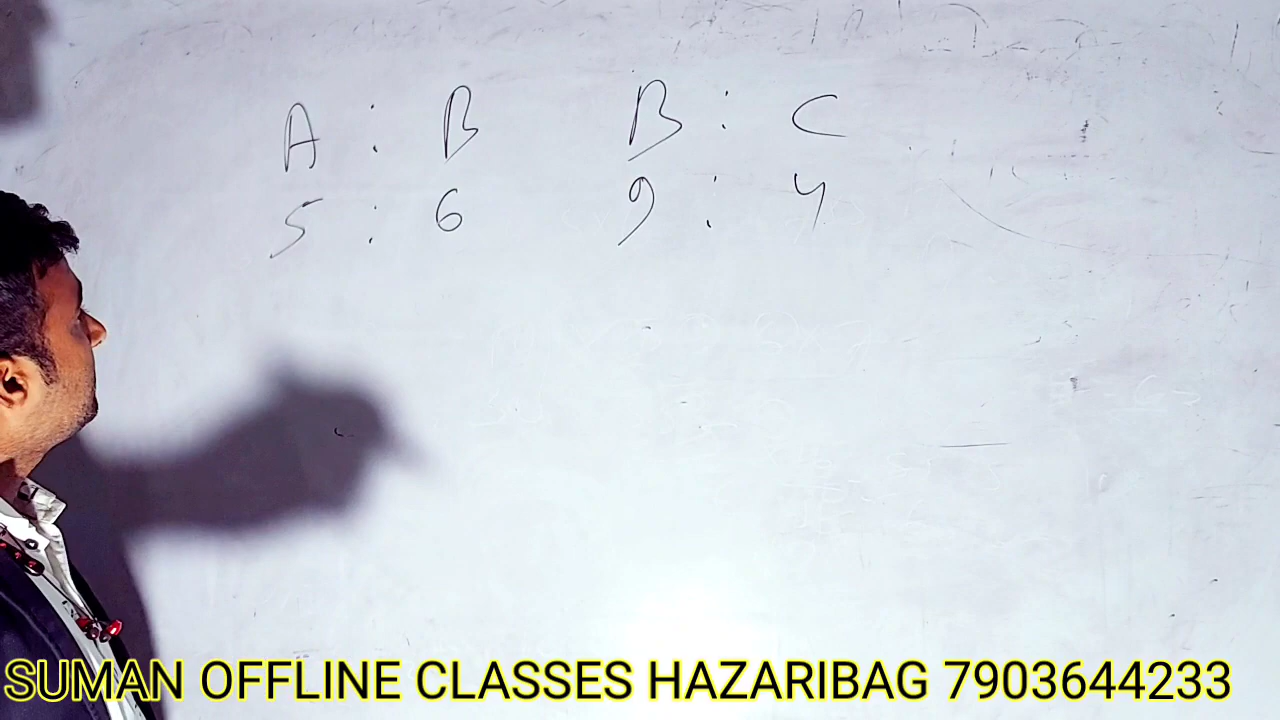 A : B B : C
5 : 6 9 : 4
SUMAN OFFLINE CLASSES HAZARIBAG 7903644233